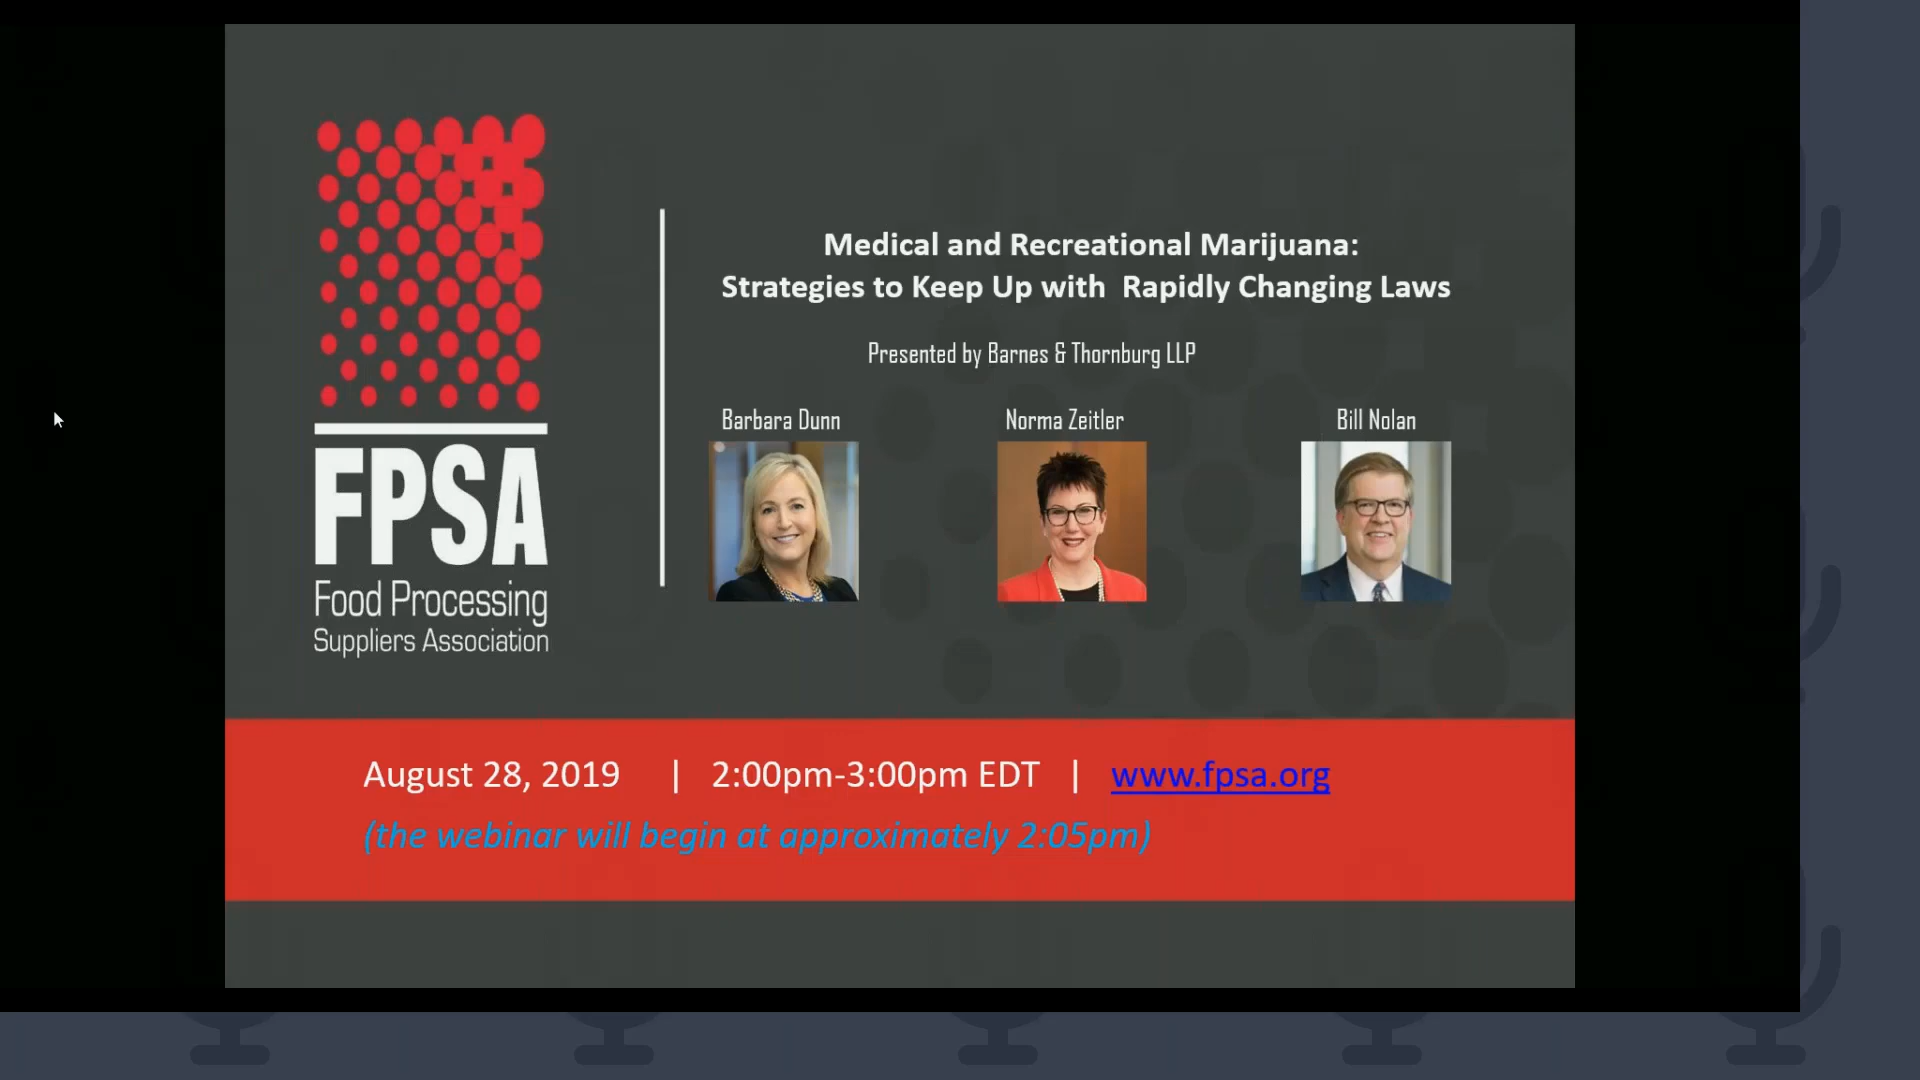 FPSA
Food Processing
Suppliers Association
Medical and Recreational Marijuana:
Strategies to Keep Up with  Rapidly Changing Laws
Presented by Barnes & Thornburg LLP
Barbara Dunn
Norma Zeitler
Bill Nolan
August 28, 2019 | 2:00pm-3:00pm EDT | www.fpsa.org
(the webinar will begin at approximately 2:05pm)